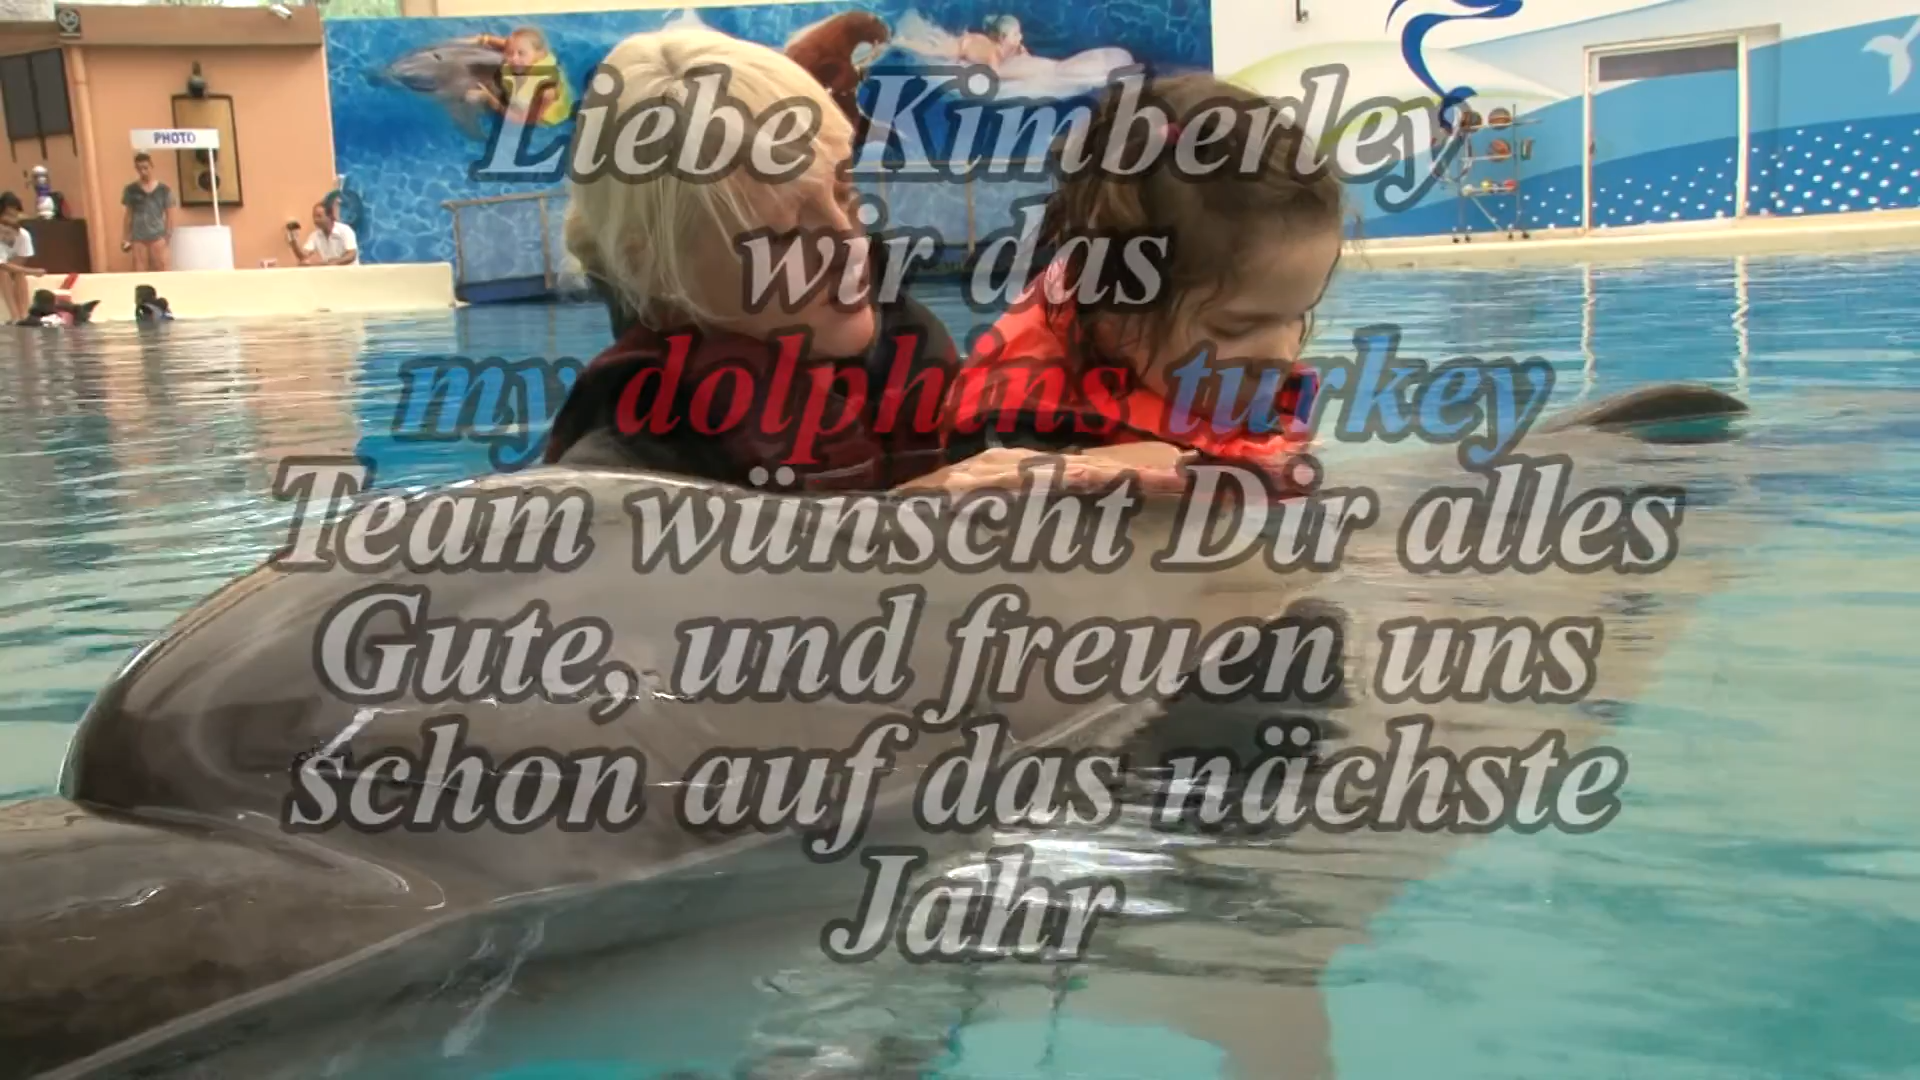 PHOTO
Liebe Kimberley
wir das
my dolphins turkey
Team wünscht Dir alles
Gute, und freuen uns
schon auf das nächste
Jahr